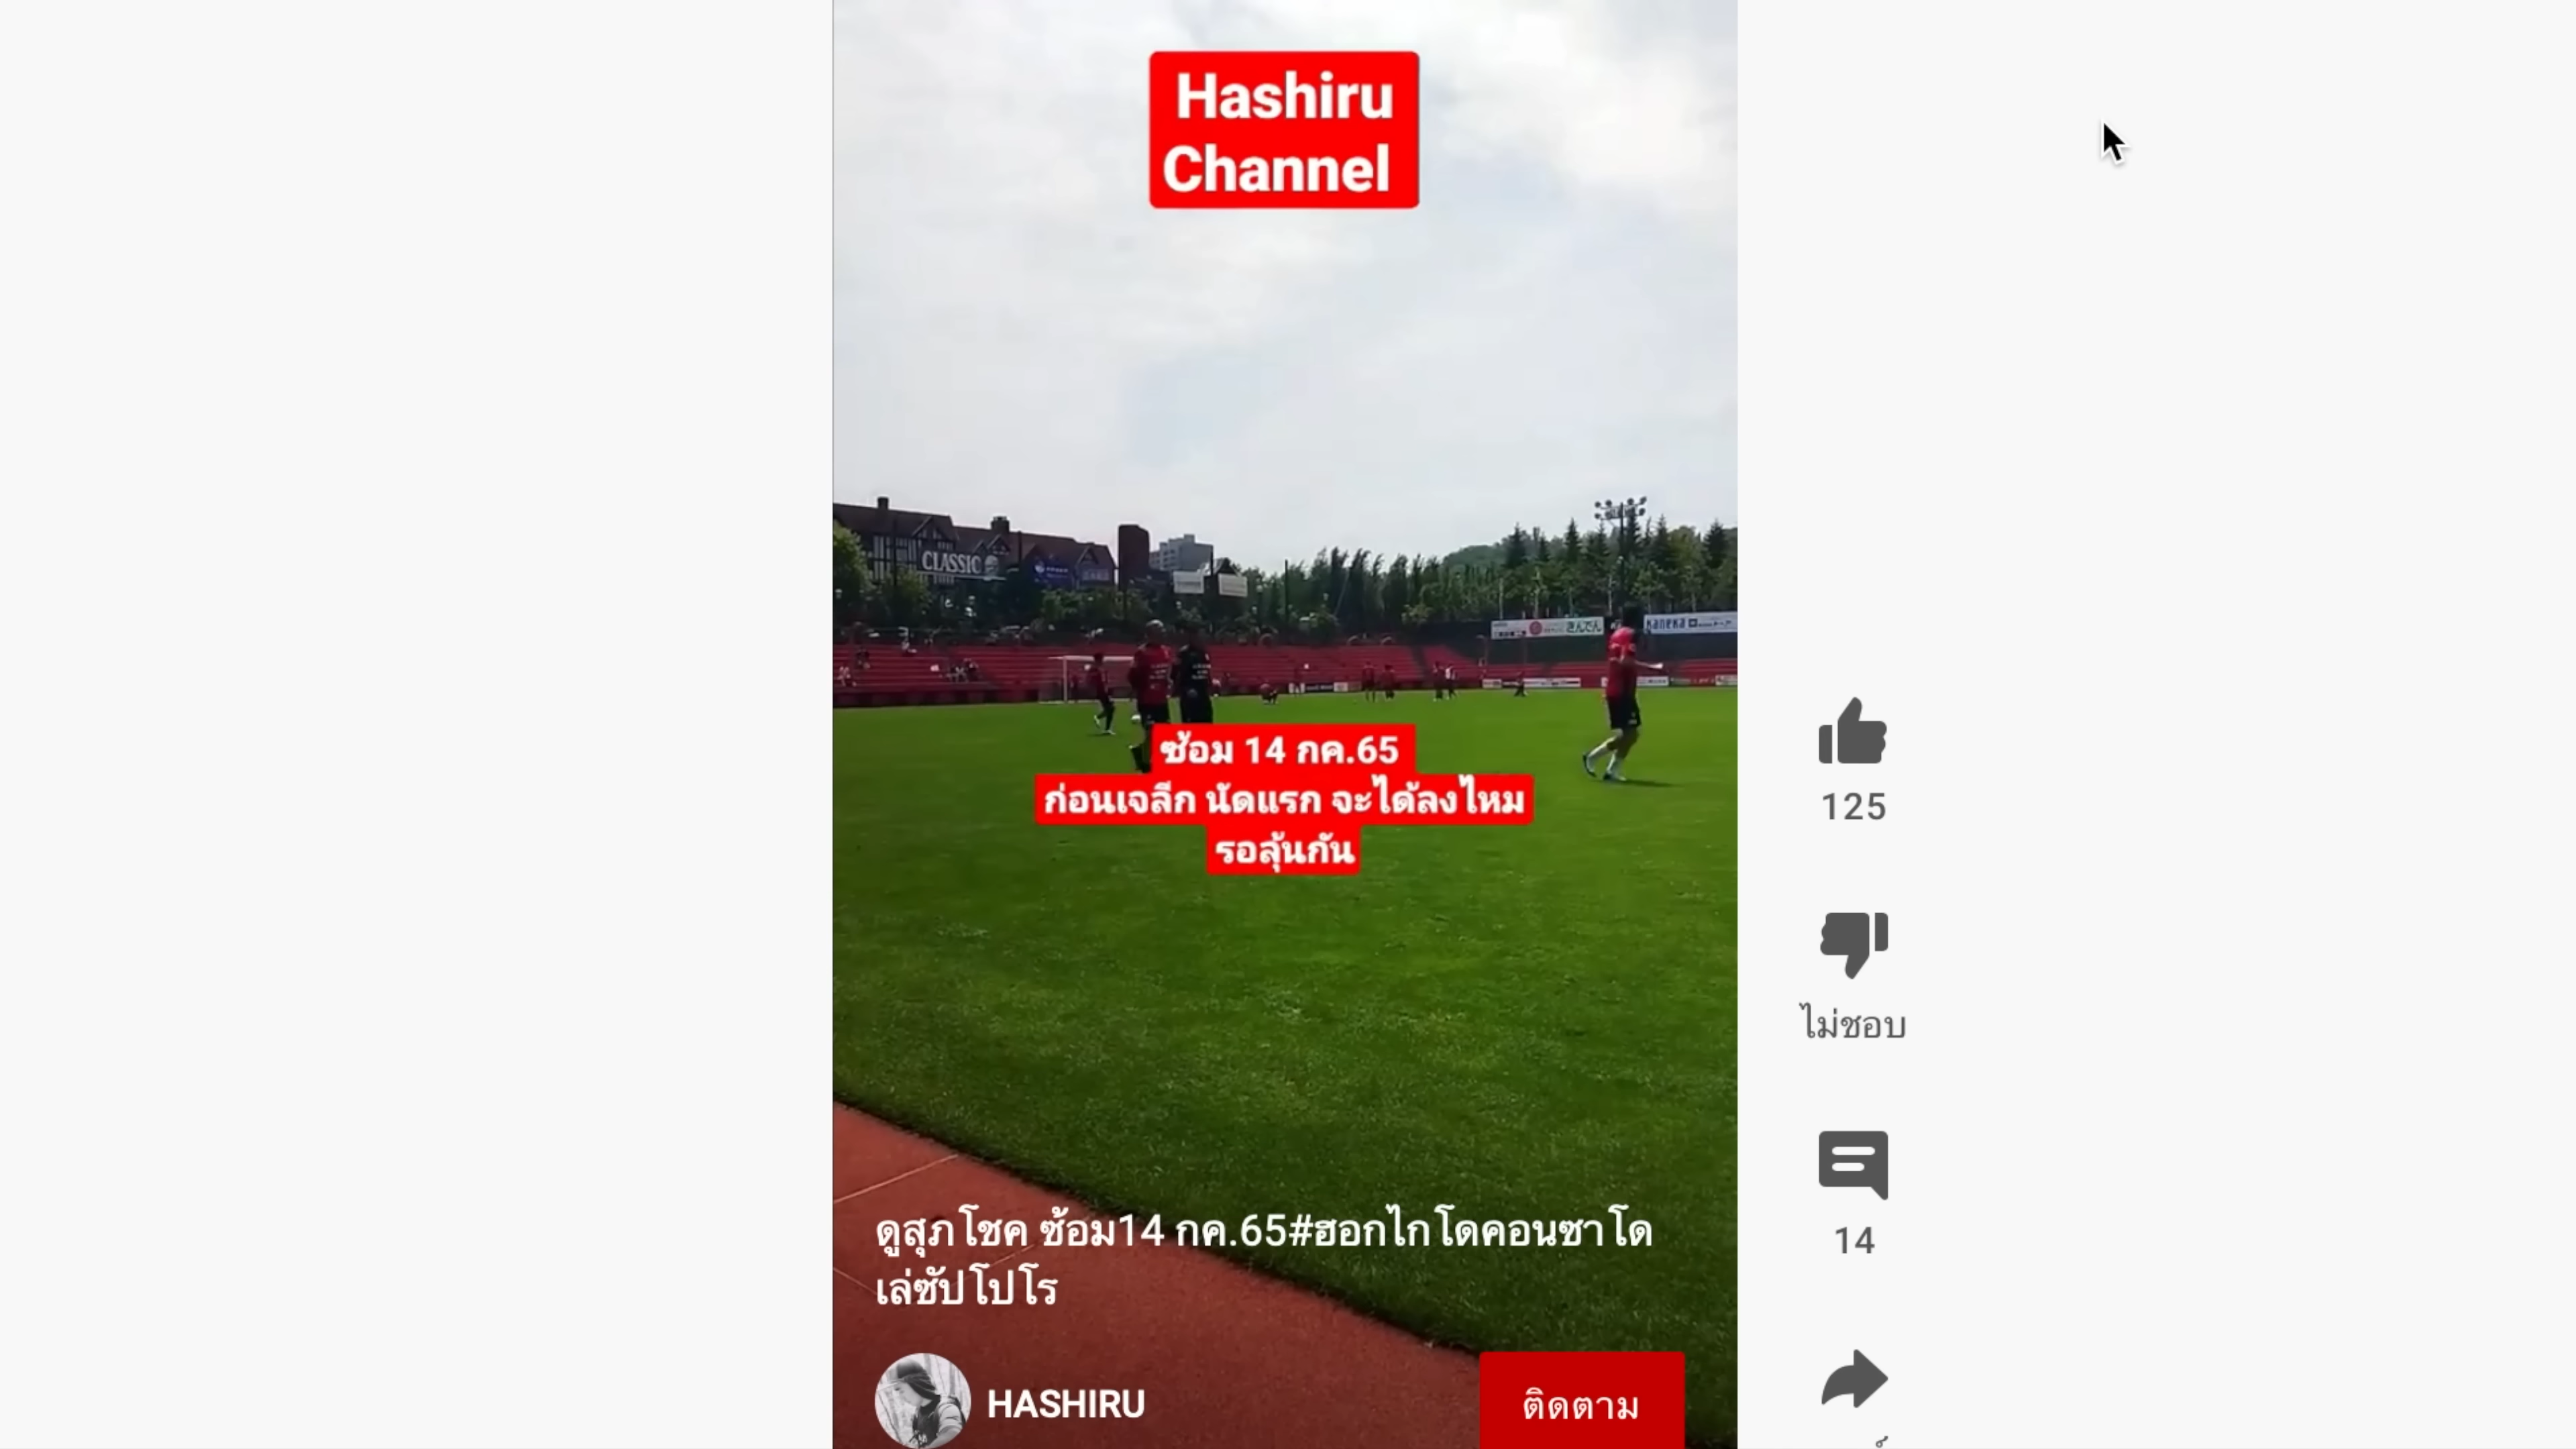 Hashiru
Channel
CLASSIC
きんでん
kaneka
ซ้อม 14 กค.65
ก่อนเจลีก นัดแรก จะได้ลงไหม
รอลุ้นกัน
125
ไม่ชอบ
14
ดูสุภโชค ซ้อม14 กค.65#ฮอกไกโดคอนซาโด
เล่ซัปโปโร
HASHIRU
ติดตาม